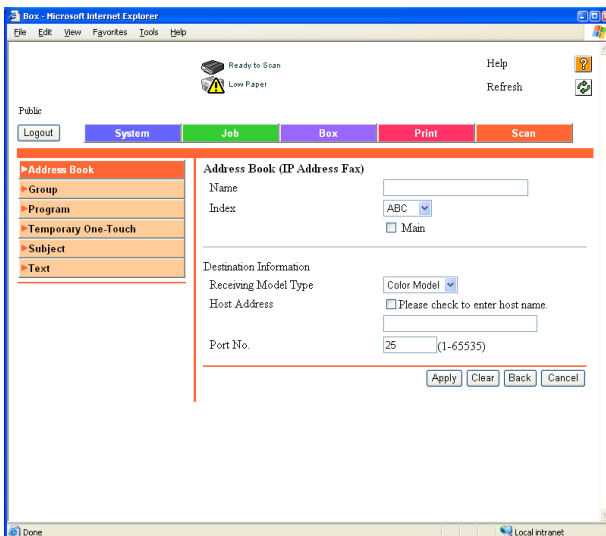 Box - Microsoft Internet Explorer
File Edit View Favorites Tools Help
Ready to Scan
Help
Low Paper
Refresh
Public
Logout System Job Box Print Scan
Address Book
Group
Program
Temporary One-Touch
Subject
Text
Address Book (IP Address Fax)
Name
Index ABC
Main
Destination Information
Receiving Model Type Color Model
Host Address Please check to enter host name.
Port No. 25 (1-65535)
Apply Clear Back Cancel
Done Local intranet